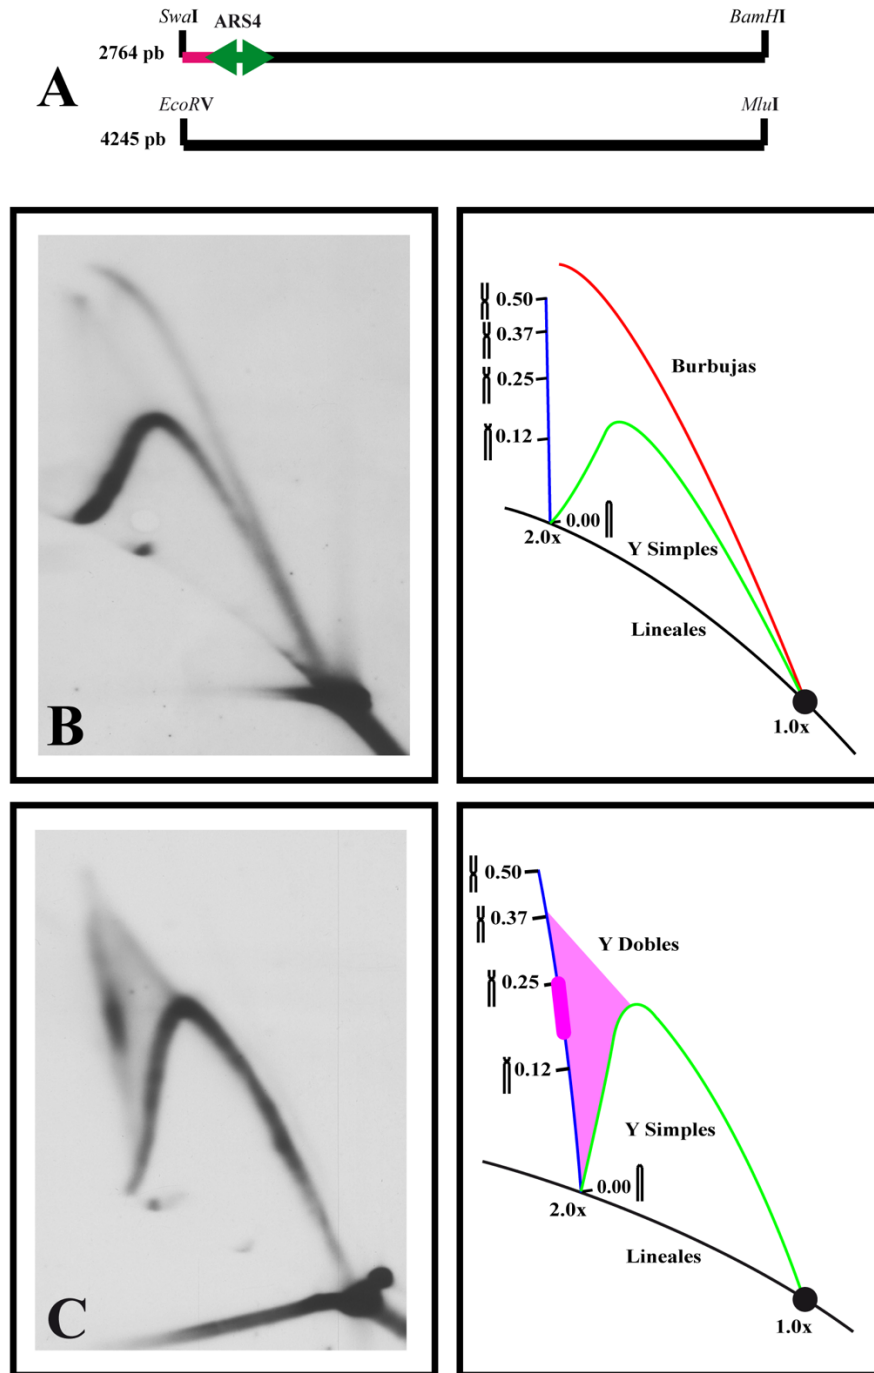 SwaI
ARS4
BamHI
2764 pb
A
EcoRV
MluI
4245 pb
B
0.50
0.37
0.25
0.12
0.00
2.0x
Burbujas
Y Simples
Lineales
1.0x
C
0.50
0.37
0.25
0.12
0.00
2.0x
Y Dobles
Y Simples
Lineales
1.0x